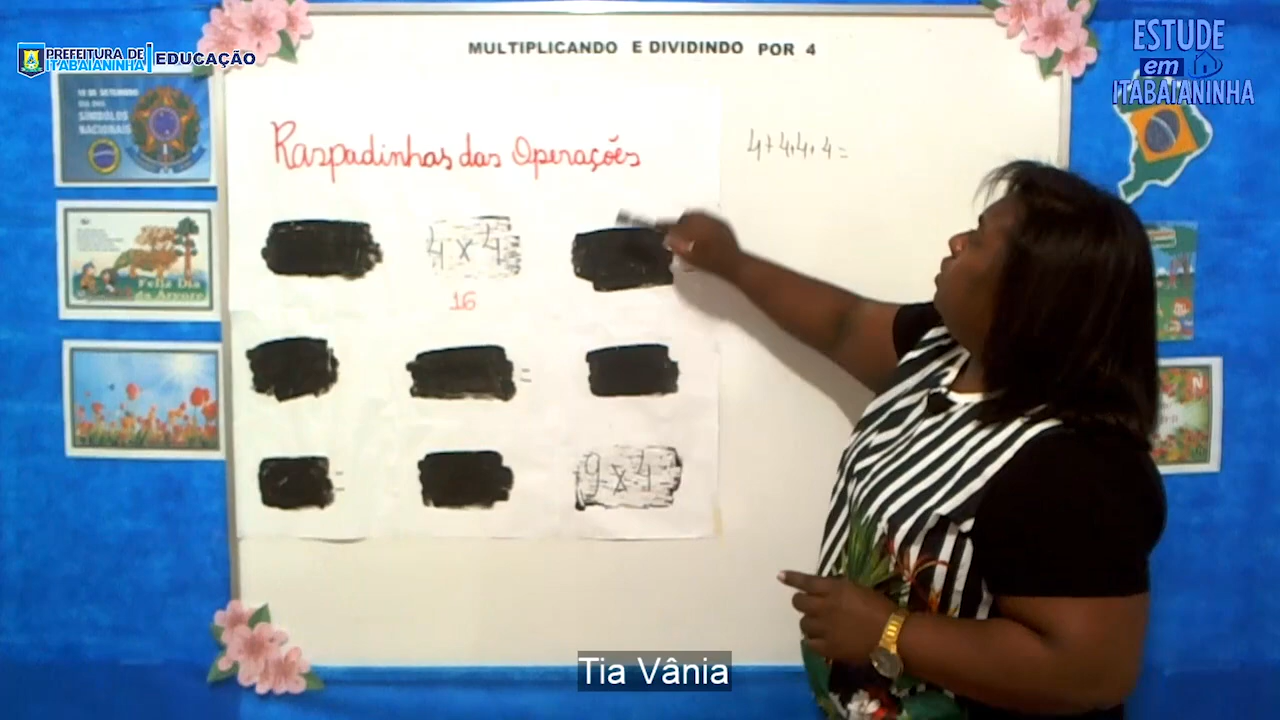 PREFEITURA DE
ITABAIANINHA
EDUCAÇÃO
MULTIPLICANDO E DIVIDINDO POR 4
ESTUDE
em
ITABAIANINHA
SÍMBOLOS
NACIONAIS
Raspadinhas das Operações
4+4+4+4=
4 x 4
16
Feliz Dia
da Árvore
=
=
9 x 4
Tia Vânia